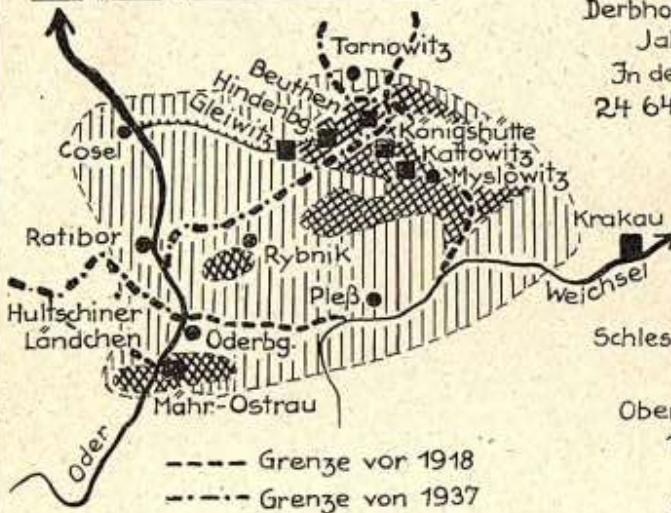 Derbho
Jal
In de
24 64
Tarnowitz
Beuthen
Hindenbg.
Gleiwitz
Königshütte
Kattowitz
Myslowitz
Cosel
Ratibor
Rybnik
Krakau
Pleß
Weichsel
Hultschiner
Ländchen
Oderbg.
Mähr.-Ostrau
Schles
Ober
Oder
Grenze vor 1918
Grenze von 1937